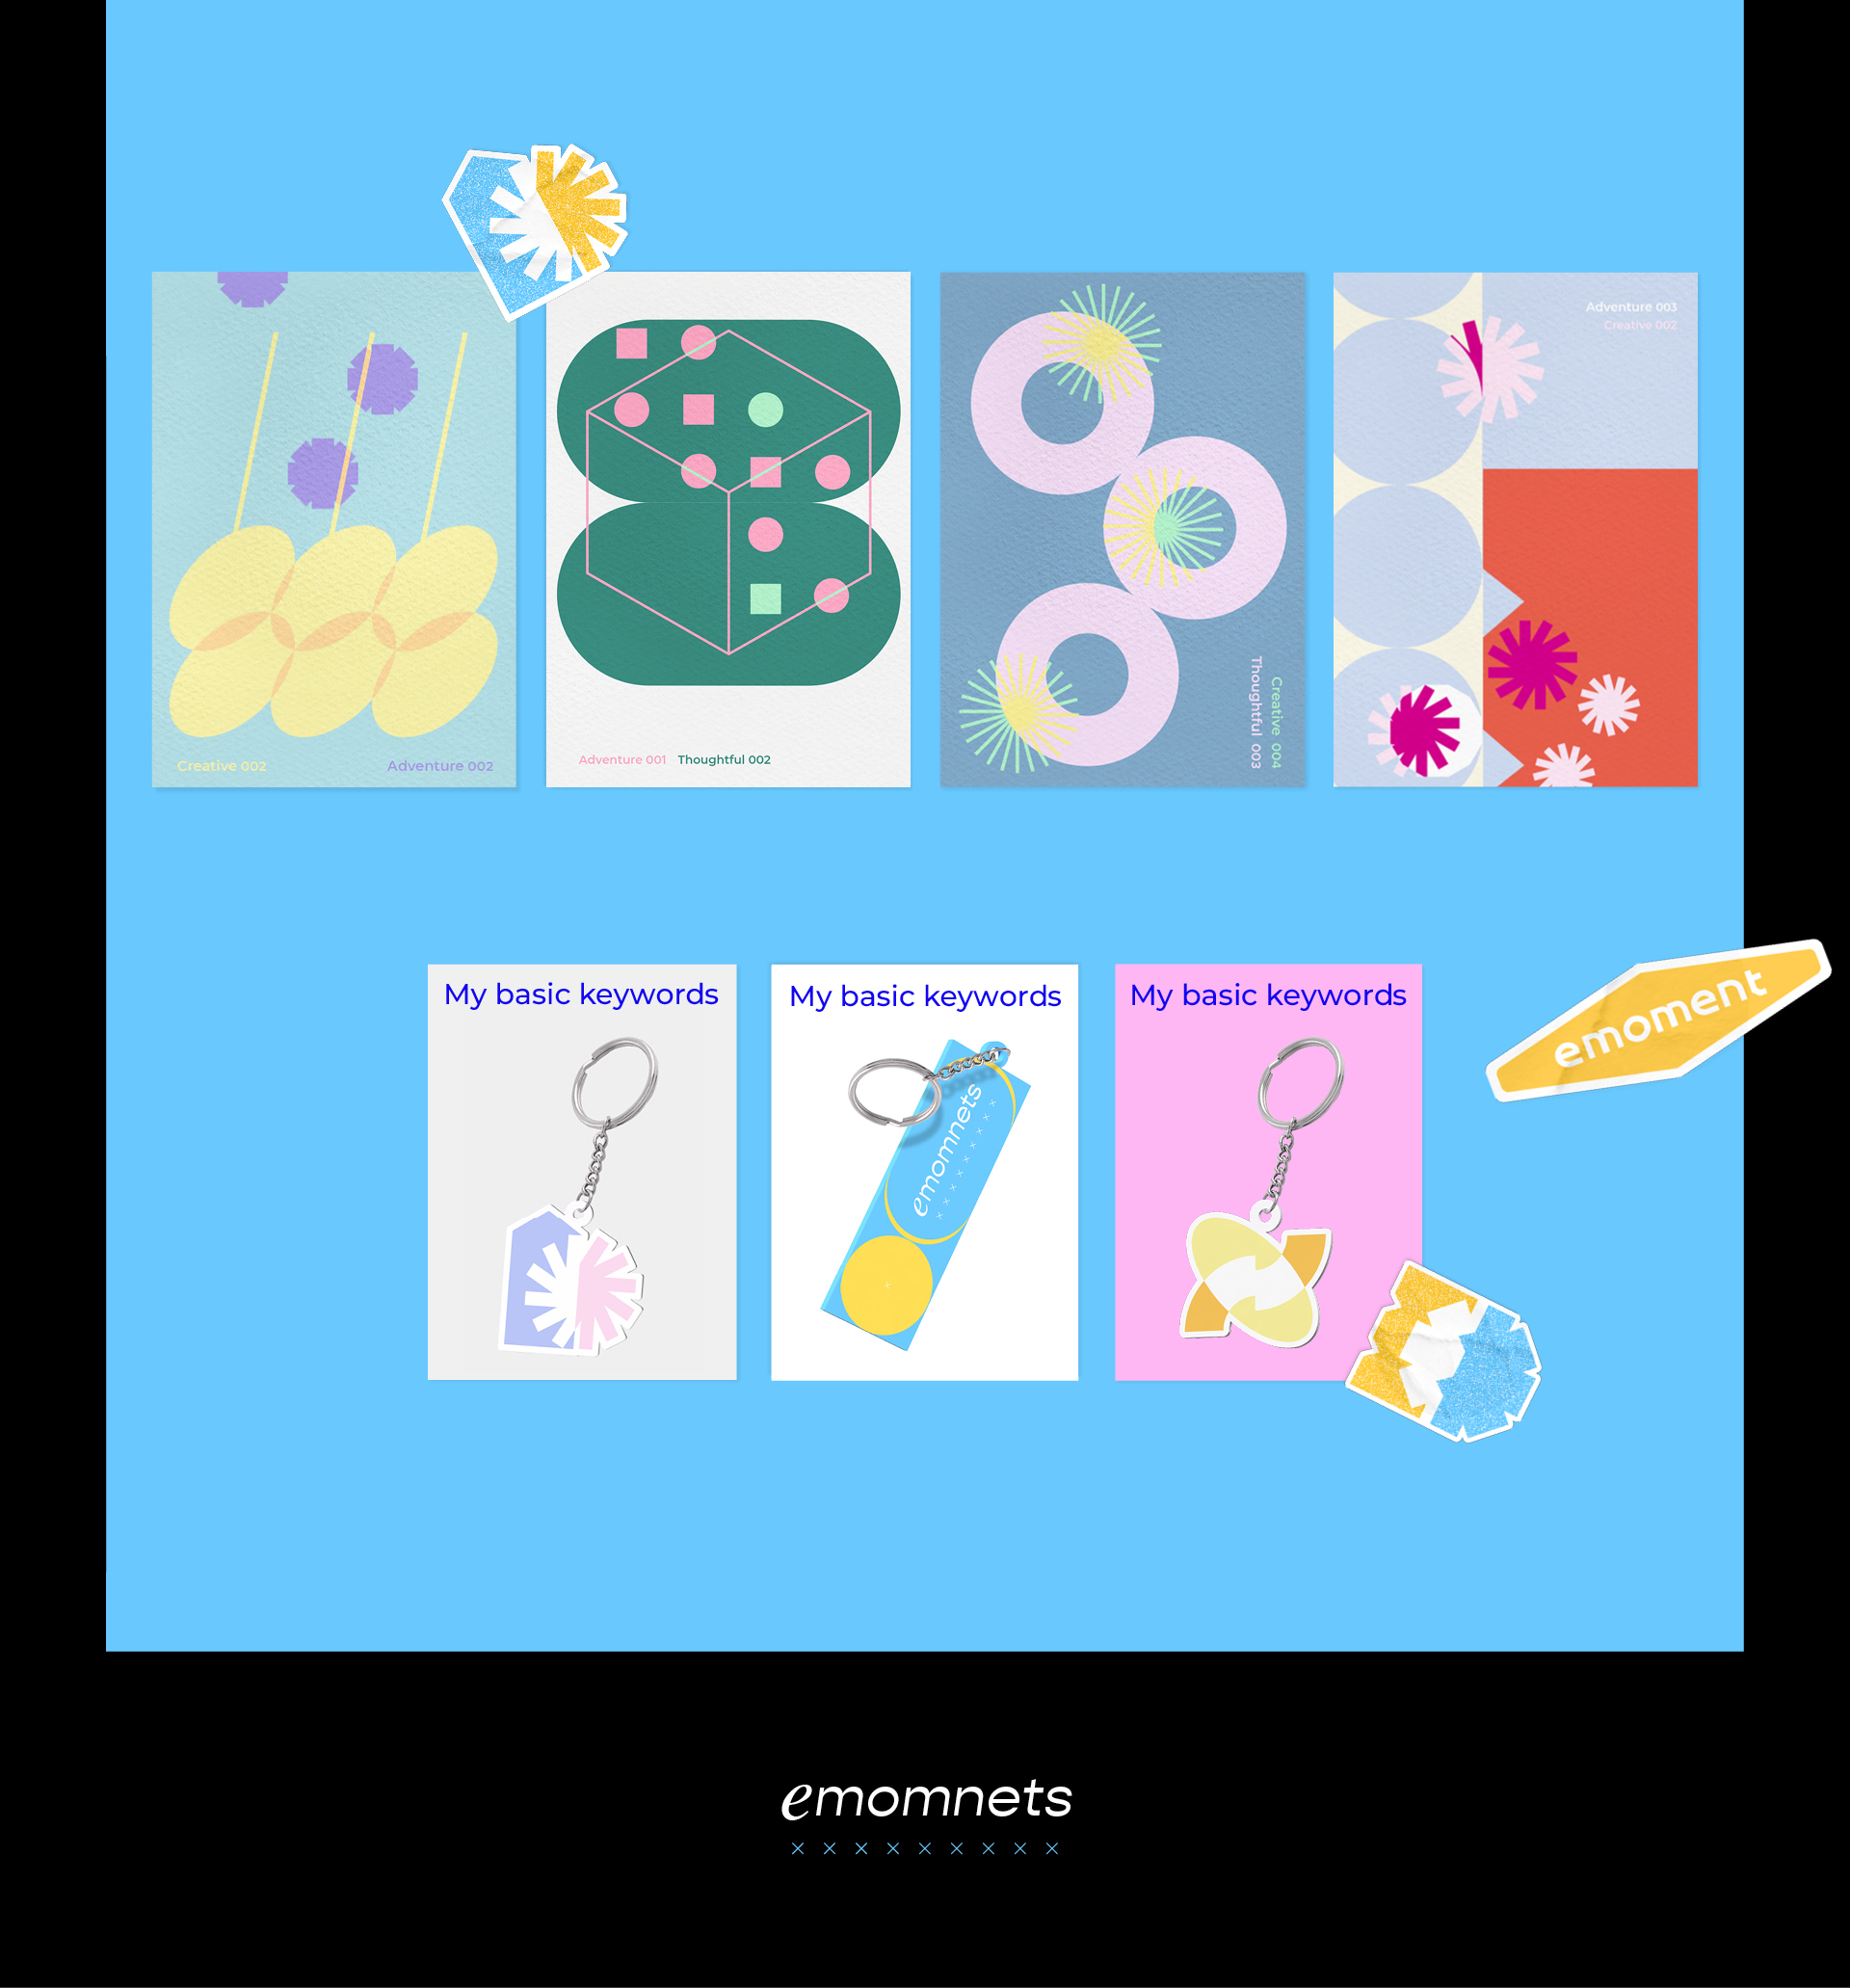 Creative 002
Adventure 002
Adventure 001
Thoughtful 002
Creative 004
Thoughtful 003
Adventure 003
Creative 002
My basic keywords
My basic keywords
emomnets
× × × × × × × × ×
My basic keywords
emoment
emomnets
× × × × × × × × ×